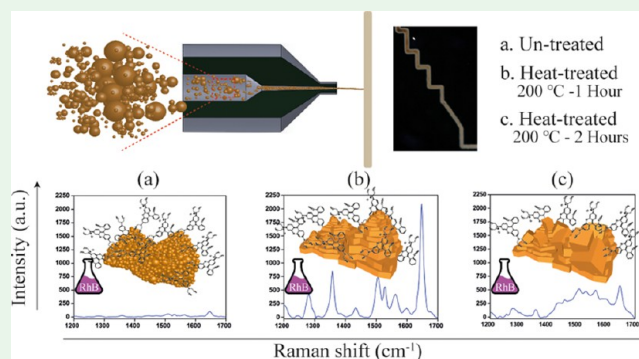 a. Un-treated
b. Heat-treated
200 °C -1 Hour
c. Heat-treated
200 °C - 2 Hours
Intensity (a.u.)
(a)
2250
2000
1750
1500
1250
1000
750
500
250
0
RhB
1200 1300 1400 1500 1600 1700
(b)
2250
2000
1750
1500
1250
1000
750
500
250
0
RhB
1200 1300 1400 1500 1600 1700
(c)
2250
2000
1750
1500
1250
1000
750
500
250
0
RhB
1200 1300 1400 1500 1600 1700
Raman shift (cm⁻¹)